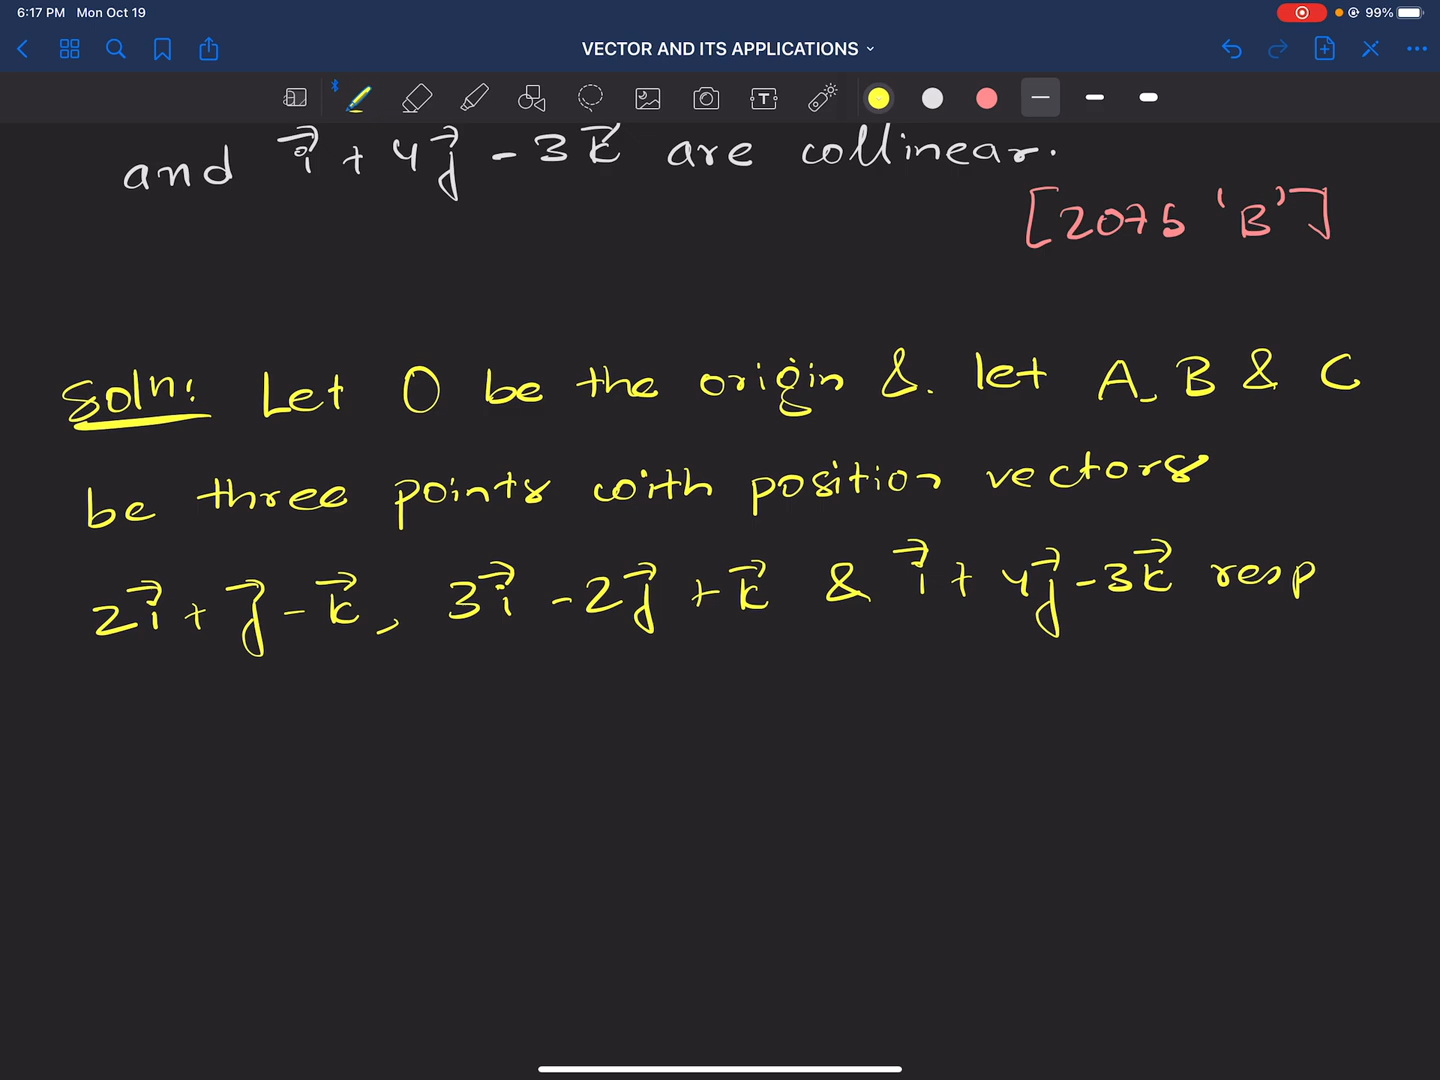 6:17 PM Mon Oct 19
99%
VECTOR AND ITS APPLICATIONS
and i⃗ + 4j⃗ - 3k⃗ are collinear.
[2075 'B']
Soln: Let O be the origin &. let A, B & C
be three points with position vectors
2i⃗ + j⃗ - k⃗, 3i⃗ - 2j⃗ + k⃗ & i⃗ + 4j⃗ - 3k⃗ resp